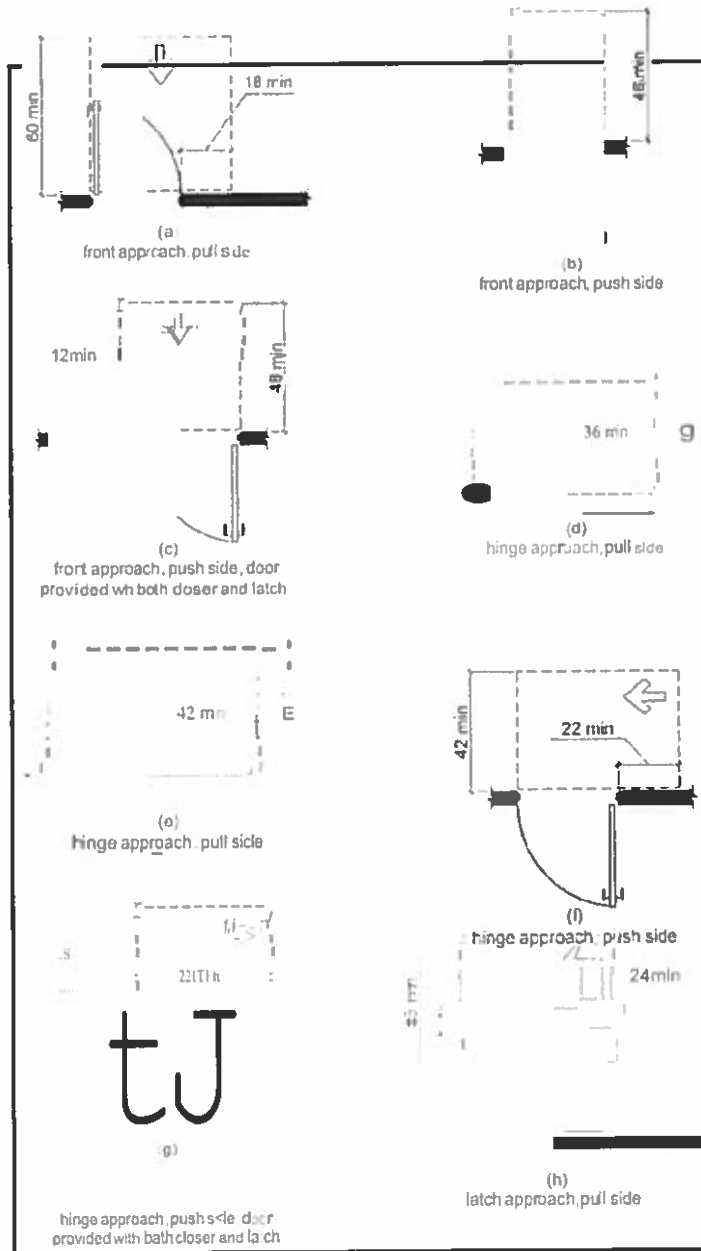 60 min
18 min
(a)
front approach, pull side
48 min
(b)
front approach, push side
12min
48 min
(c)
front approach, push side, door
provided wh both closer and latch
36 min
g
(d)
hinge approach, pull side
42 min
E
(e)
hinge approach, pull side
42 min
22 min
(f)
hinge approach, push side
(g)
hinge approach, push side door
provided with bath closer and latch
24min
(h)
latch approach, pull side